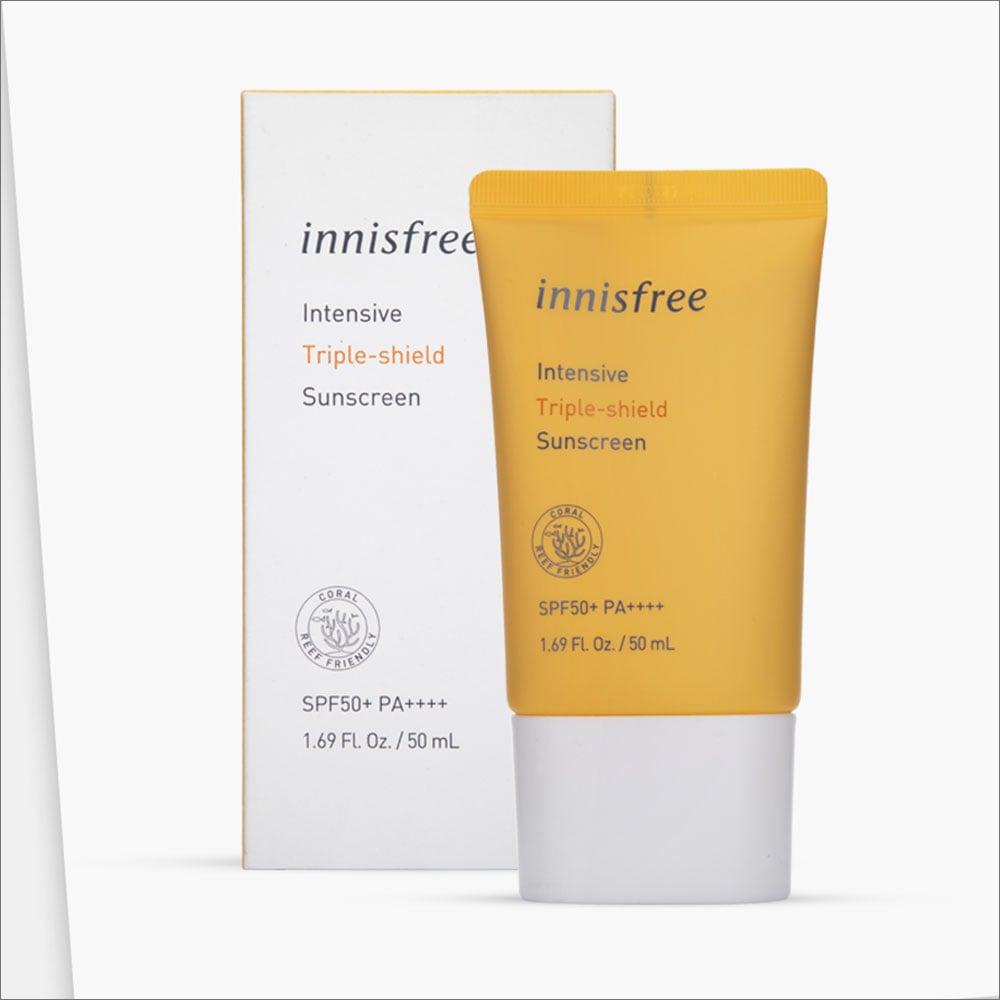 innisfree
Intensive
Triple-shield
Sunscreen
CORAL
REEF FRIENDLY
SPF50+ PA++++
1.69 Fl. Oz. / 50 mL
innisfree
Intensive
Triple-shield
Sunscreen
CORAL
REEF FRIENDLY
SPF50+ PA++++
1.69 Fl. Oz. / 50 mL